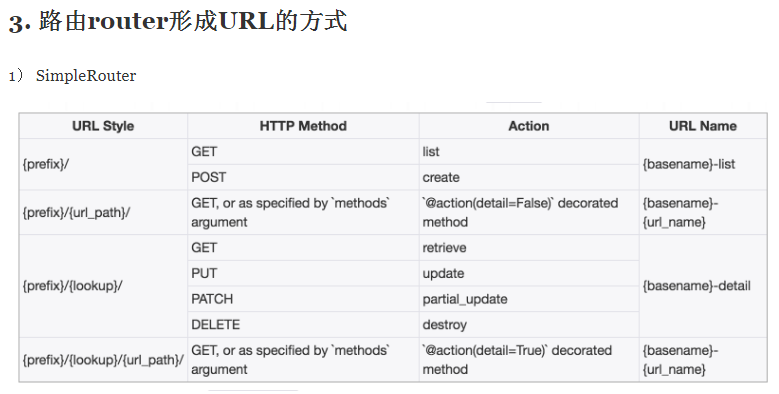 3. 路由router形成URL的方式
1） SimpleRouter
URL Style HTTP Method Action URL Name
{prefix}/ GET list {basename}-list
POST create
{prefix}/{url_path}/ GET, or as specified by `methods` argument `@action(detail=False)` decorated method {basename}-{url_name}
{prefix}/{lookup}/ GET retrieve {basename}-detail
PUT update
PATCH partial_update
DELETE destroy
{prefix}/{lookup}/{url_path}/ GET, or as specified by `methods` argument `@action(detail=True)` decorated method {basename}-{url_name}